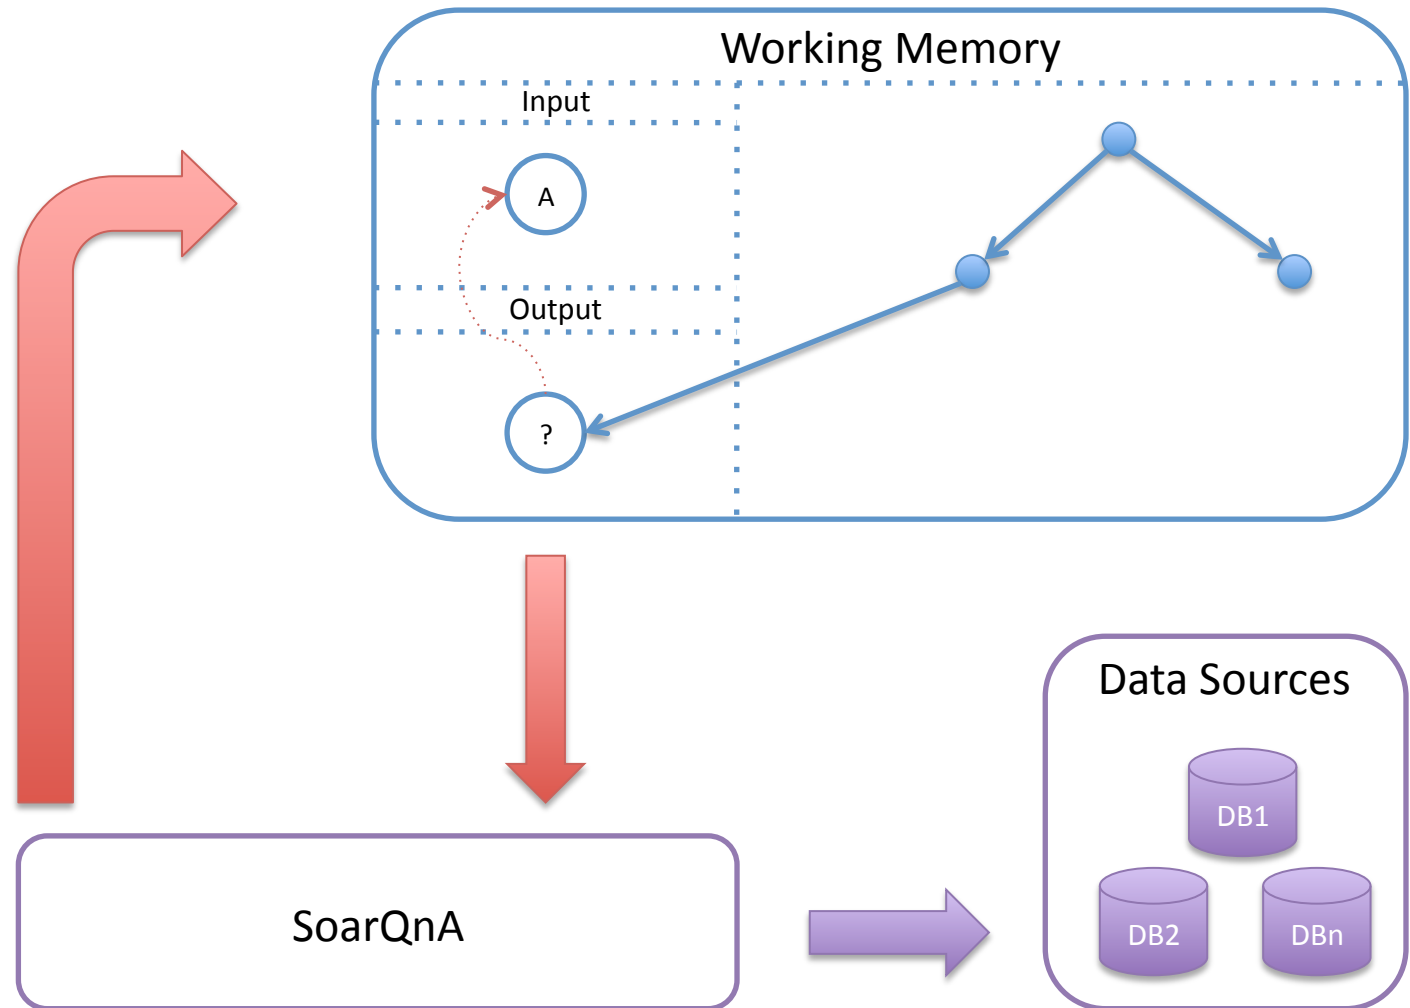 Working Memory
Input
A
Output
?
Data Sources
DB1
DB2
DBn
SoarQnA